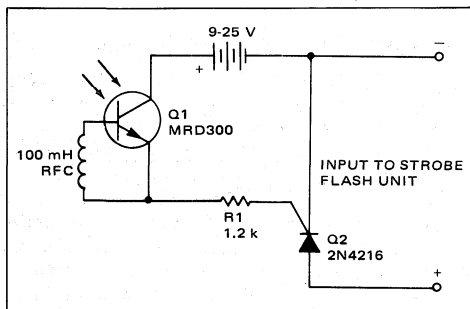 9-25 V
+
−
Q1
MRD300
100 mH
RFC
INPUT TO STROBE
FLASH UNIT
R1
1.2 k
Q2
2N4216
+